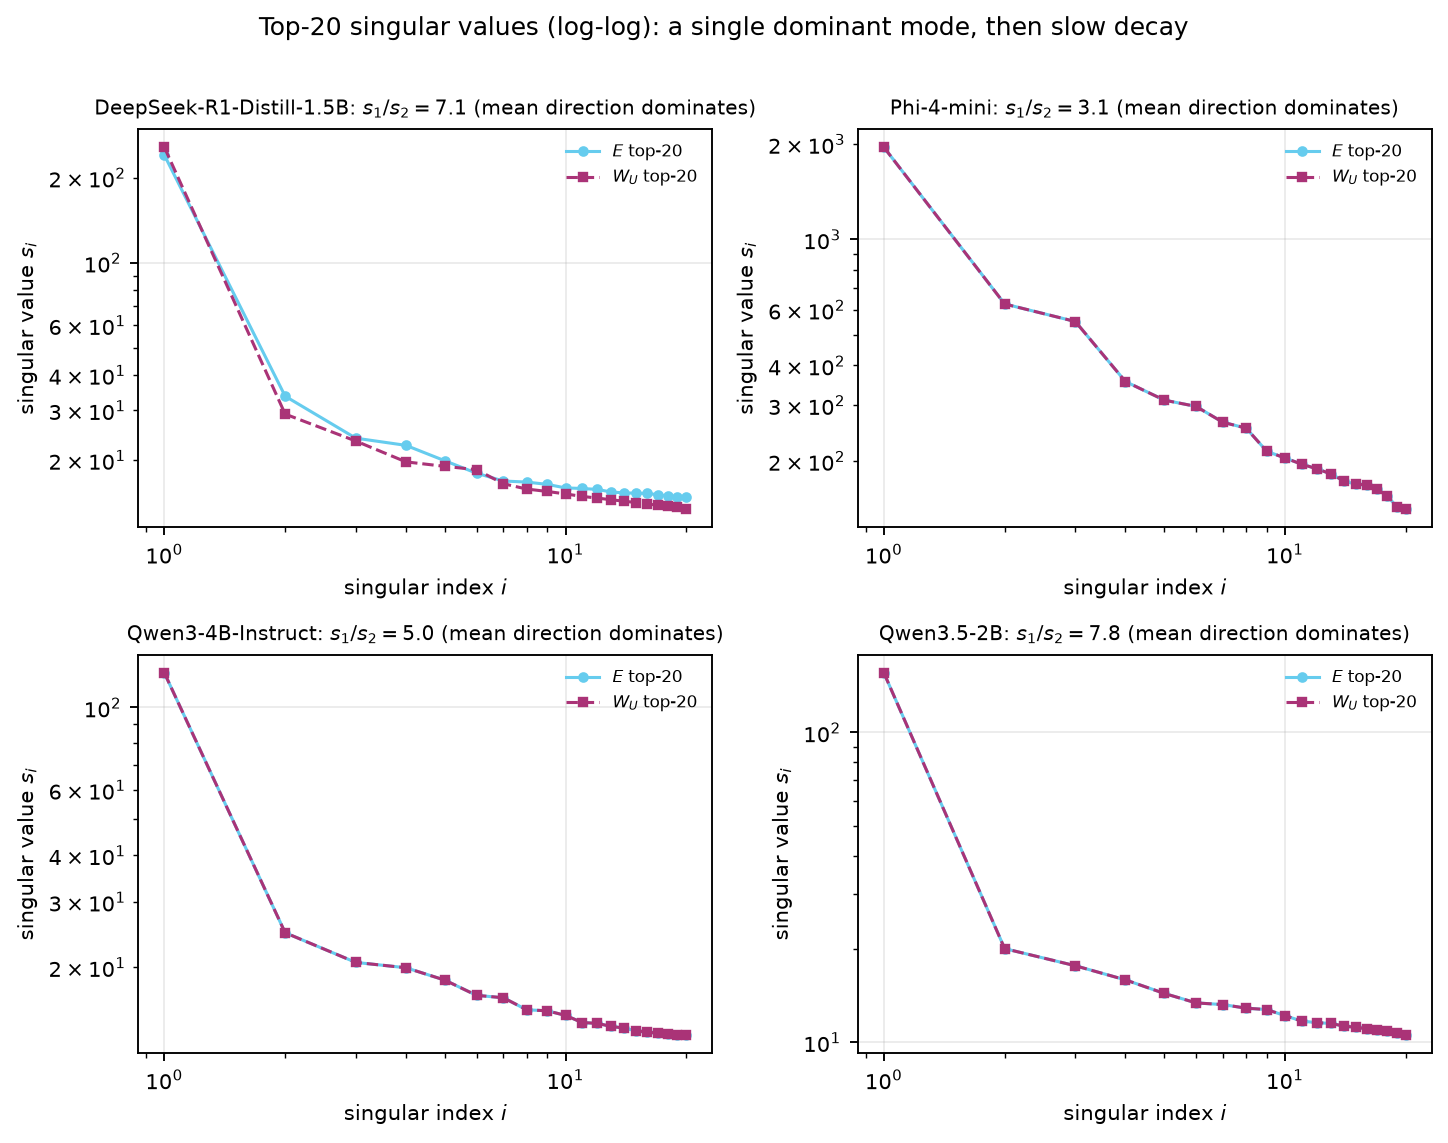 Top-20 singular values (log-log): a single dominant mode, then slow decay
DeepSeek-R1-Distill-1.5B: s₁/s₂ = 7.1 (mean direction dominates)
E top-20
W_U top-20
2 × 10²
10²
6 × 10¹
4 × 10¹
3 × 10¹
2 × 10¹
singular value sᵢ
10⁰
10¹
singular index i
Phi-4-mini: s₁/s₂ = 3.1 (mean direction dominates)
E top-20
W_U top-20
2 × 10³
10³
6 × 10²
4 × 10²
3 × 10²
2 × 10²
singular value sᵢ
10⁰
10¹
singular index i
Qwen3-4B-Instruct: s₁/s₂ = 5.0 (mean direction dominates)
E top-20
W_U top-20
10²
6 × 10¹
4 × 10¹
3 × 10¹
2 × 10¹
singular value sᵢ
10⁰
10¹
singular index i
Qwen3.5-2B: s₁/s₂ = 7.8 (mean direction dominates)
E top-20
W_U top-20
10²
10¹
singular value sᵢ
10⁰
10¹
singular index i